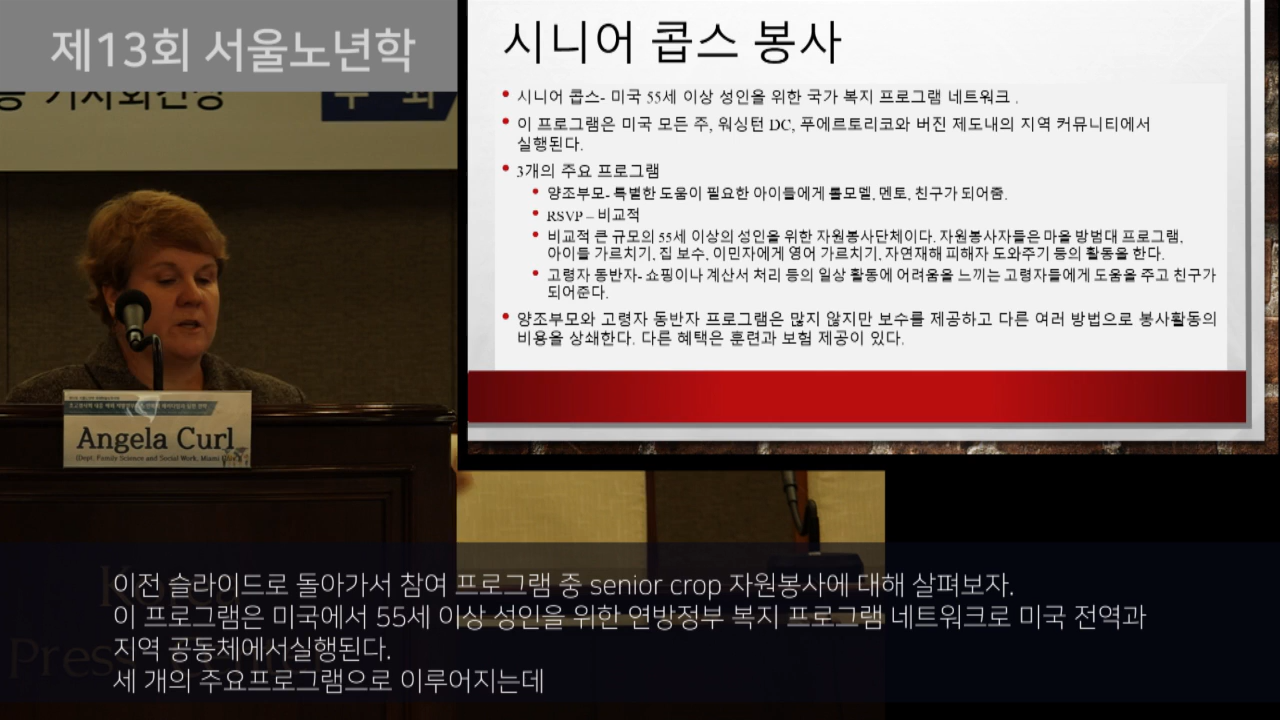 제13회 서울노년학
시니어 콥스 봉사
• 시니어 콥스- 미국 55세 이상 성인을 위한 국가 복지 프로그램 네트워크 .
• 이 프로그램은 미국 모든 주, 워싱턴 DC, 푸에르토리코와 버진 제도내의 지역 커뮤니티에서
실행된다.
• 3개의 주요 프로그램
• 양조부모- 특별한 도움이 필요한 아이들에게 롤모델, 멘토, 친구가 되어줌.
• RSVP – 비교적
• 비교적 큰 규모의 55세 이상의 성인을 위한 자원봉사단체이다. 자원봉사자들은 마을 방범대 프로그램,
아이들 가르치기, 집 보수, 이민자에게 영어 가르치기, 자연재해 피해자 도와주기 등의 활동을 한다.
• 고령자 동반자- 쇼핑이나 계산서 처리 등의 일상 활동에 어려움을 느끼는 고령자들에게 도움을 주고 친구가
되어준다.
• 양조부모와 고령자 동반자 프로그램은 많지 않지만 보수를 제공하고 다른 여러 방법으로 봉사활동의
비용을 상쇄한다. 다른 혜택은 훈련과 보험 제공이 있다.
Angela Curl
(Dept. Family Science and Social Work, Miami
이전 슬라이드로 돌아가서 참여 프로그램 중 senior crop 자원봉사에 대해 살펴보자.
이 프로그램은 미국에서 55세 이상 성인을 위한 연방정부 복지 프로그램 네트워크로 미국 전역과
지역 공동체에서실행된다.
세 개의 주요프로그램으로 이루어지는데
Press